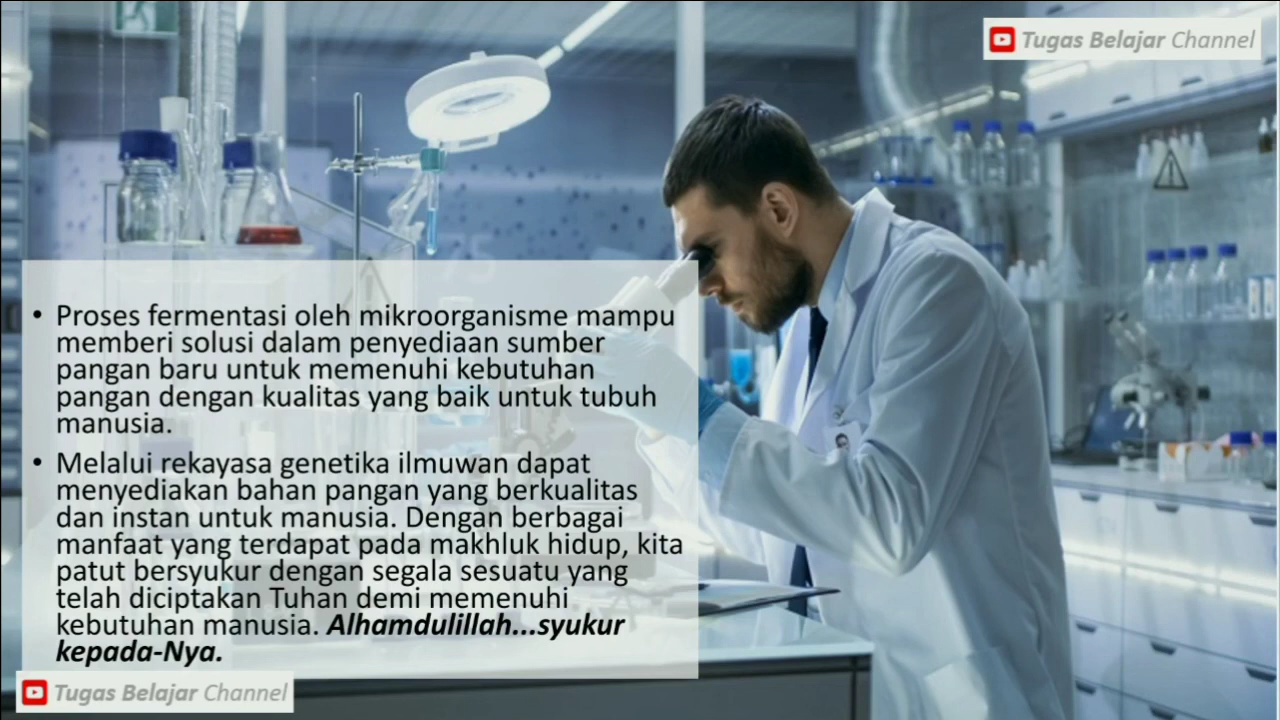 Tugas Belajar Channel
• Proses fermentasi oleh mikroorganisme mampu
memberi solusi dalam penyediaan sumber
pangan baru untuk memenuhi kebutuhan
pangan dengan kualitas yang baik untuk tubuh
manusia.
• Melalui rekayasa genetika ilmuwan dapat
menyediakan bahan pangan yang berkualitas
dan instan untuk manusia. Dengan berbagai
manfaat yang terdapat pada makhluk hidup, kita
patut bersyukur dengan segala sesuatu yang
telah diciptakan Tuhan demi memenuhi
kebutuhan manusia. Alhamdulillah...syukur
kepada-Nya.
Tugas Belajar Channel